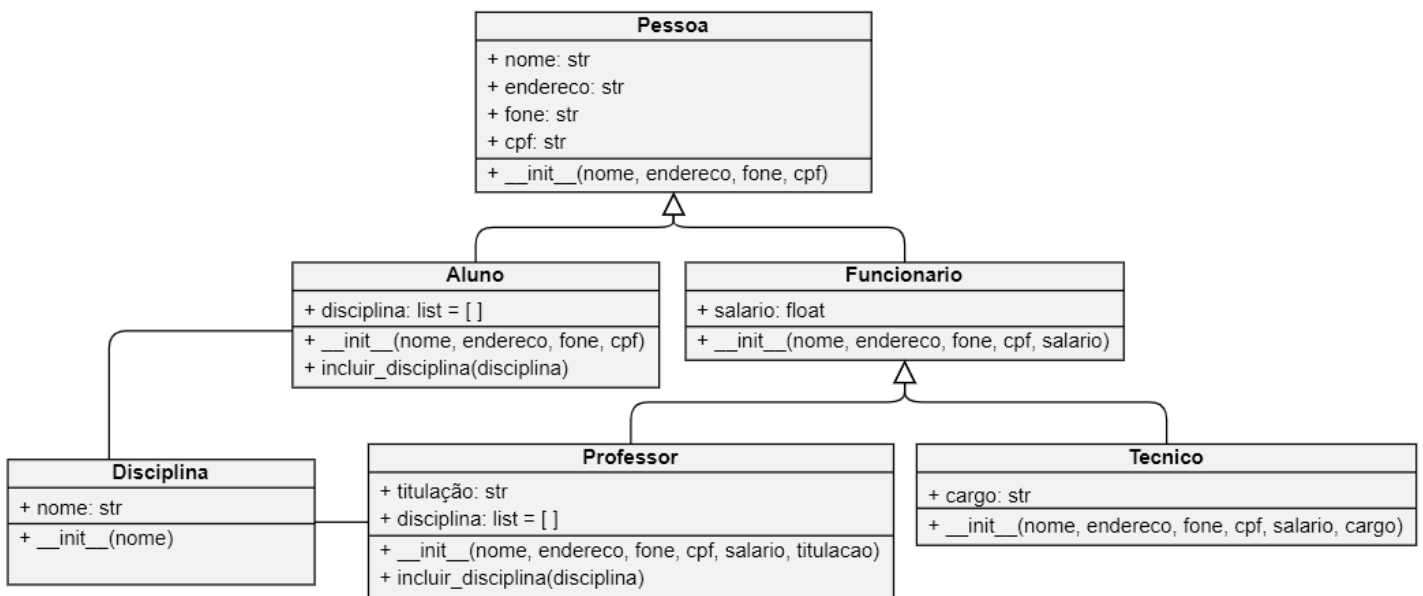 Pessoa
+ nome: str
+ endereco: str
+ fone: str
+ cpf: str
+ __init__(nome, endereco, fone, cpf)
Aluno
+ disciplina: list = [ ]
+ __init__(nome, endereco, fone, cpf)
+ incluir_disciplina(disciplina)
Funcionario
+ salario: float
+ __init__(nome, endereco, fone, cpf, salario)
Disciplina
+ nome: str
+ __init__(nome)
Professor
+ titulação: str
+ disciplina: list = [ ]
+ __init__(nome, endereco, fone, cpf, salario, titulacao)
+ incluir_disciplina(disciplina)
Tecnico
+ cargo: str
+ __init__(nome, endereco, fone, cpf, salario, cargo)